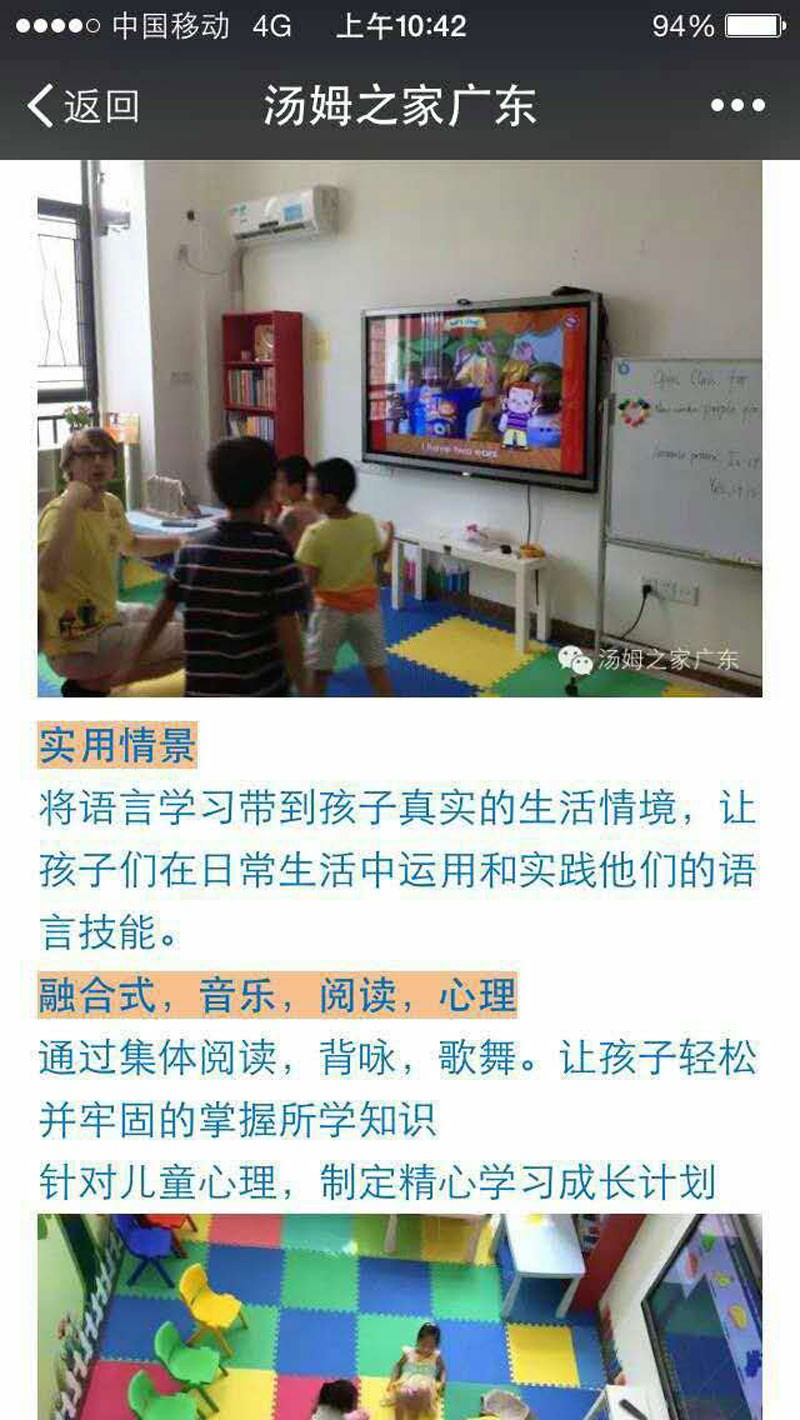 中国移动 4G 上午10:42 94%
返回 汤姆之家广东
I have two ears
Open Class for
汤姆之家广东
实用情景
将语言学习带到孩子真实的生活情境，让
孩子们在日常生活中运用和实践他们的语
言技能。
融合式，音乐，阅读，心理
通过集体阅读，背咏，歌舞。让孩子轻松
并牢固的掌握所学知识
针对儿童心理，制定精心学习成长计划